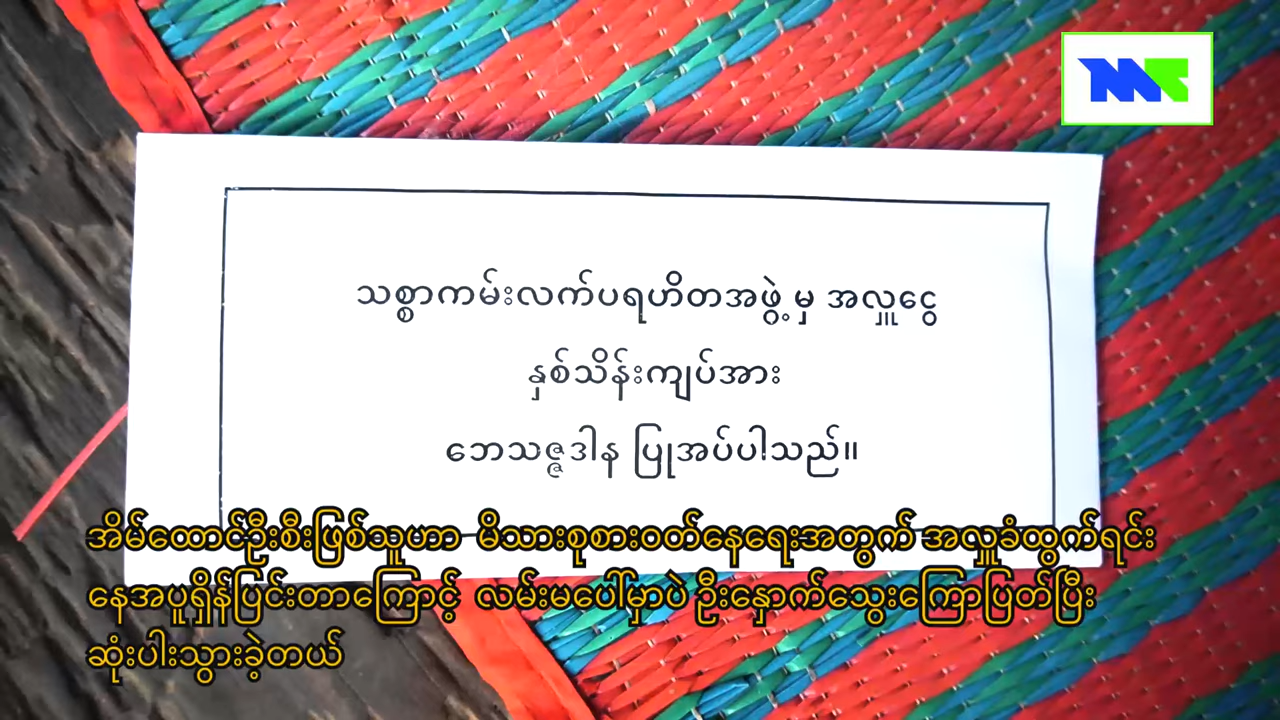 သစ္စာကမ်းလက်ပရဟိတအဖွဲ့မှ အလှူငွေ
နှစ်သိန်းကျပ်အား
ဘေသဇ္ဇဒါန ပြုအပ်ပါသည်။
အိမ်ထောင်ဦးစီးဖြစ်သူဟာ မိသားစုစားဝတ်နေရေးအတွက် အလှူခံထွက်ရင်း
နေအပူရှိန်ပြင်းတာကြောင့် လမ်းမပေါ်မှာပဲ ဦးနှောက်သွေးကြောပြတ်ပြီး
ဆုံးပါးသွားခဲ့တယ်